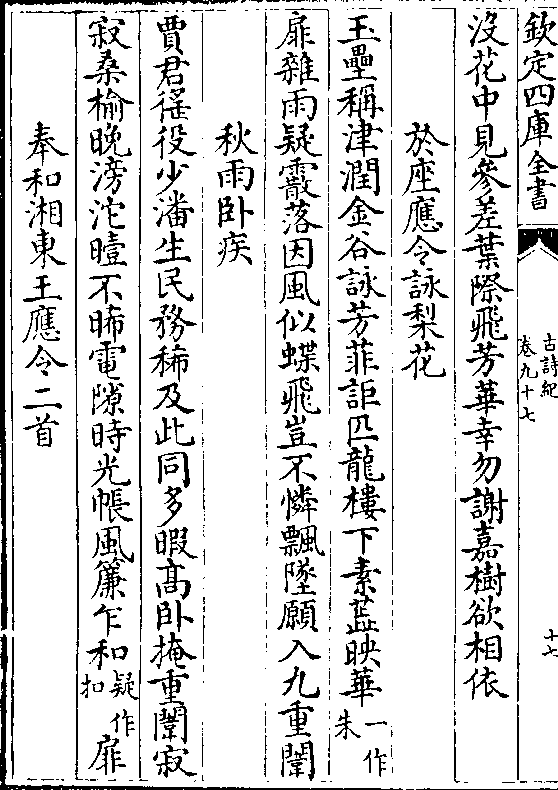 欽定四庫全書
古詩紀
卷九十七
十七
没花中見參差葉際飛芳華幸勿謝嘉樹欲相依
於座應令詠梨花
玉壘稱津潤金谷詠芳菲詎匹龍樓下素蕋映華一作朱
扉雜雨疑霰落因風似蝶飛豈不憐飄墜願入九重闈
秋雨卧疾
賈君徭役少潘生民務稀及此同多暇高卧掩重闈寂
寂桑榆晚滂沱曀不晞電隙時光帳風簾乍和疑作扣扉
奉和湘東王應令二首